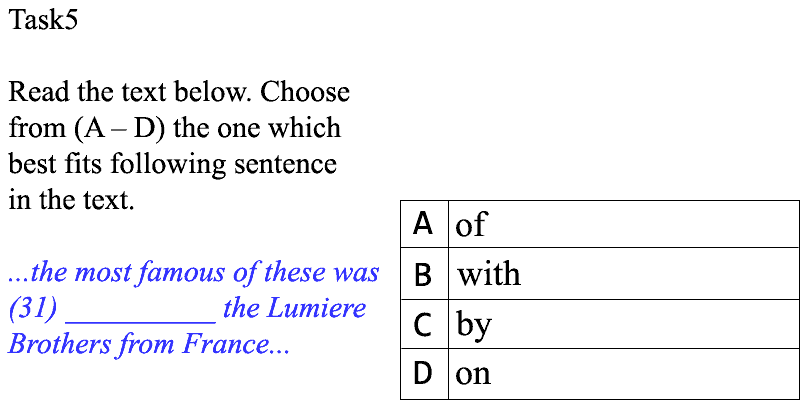 Task5
Read the text below. Choose
from (A – D) the one which
best fits following sentence
in the text.
...the most famous of these was
(31) __________ the Lumiere
Brothers from France...
A of
B with
C by
D on